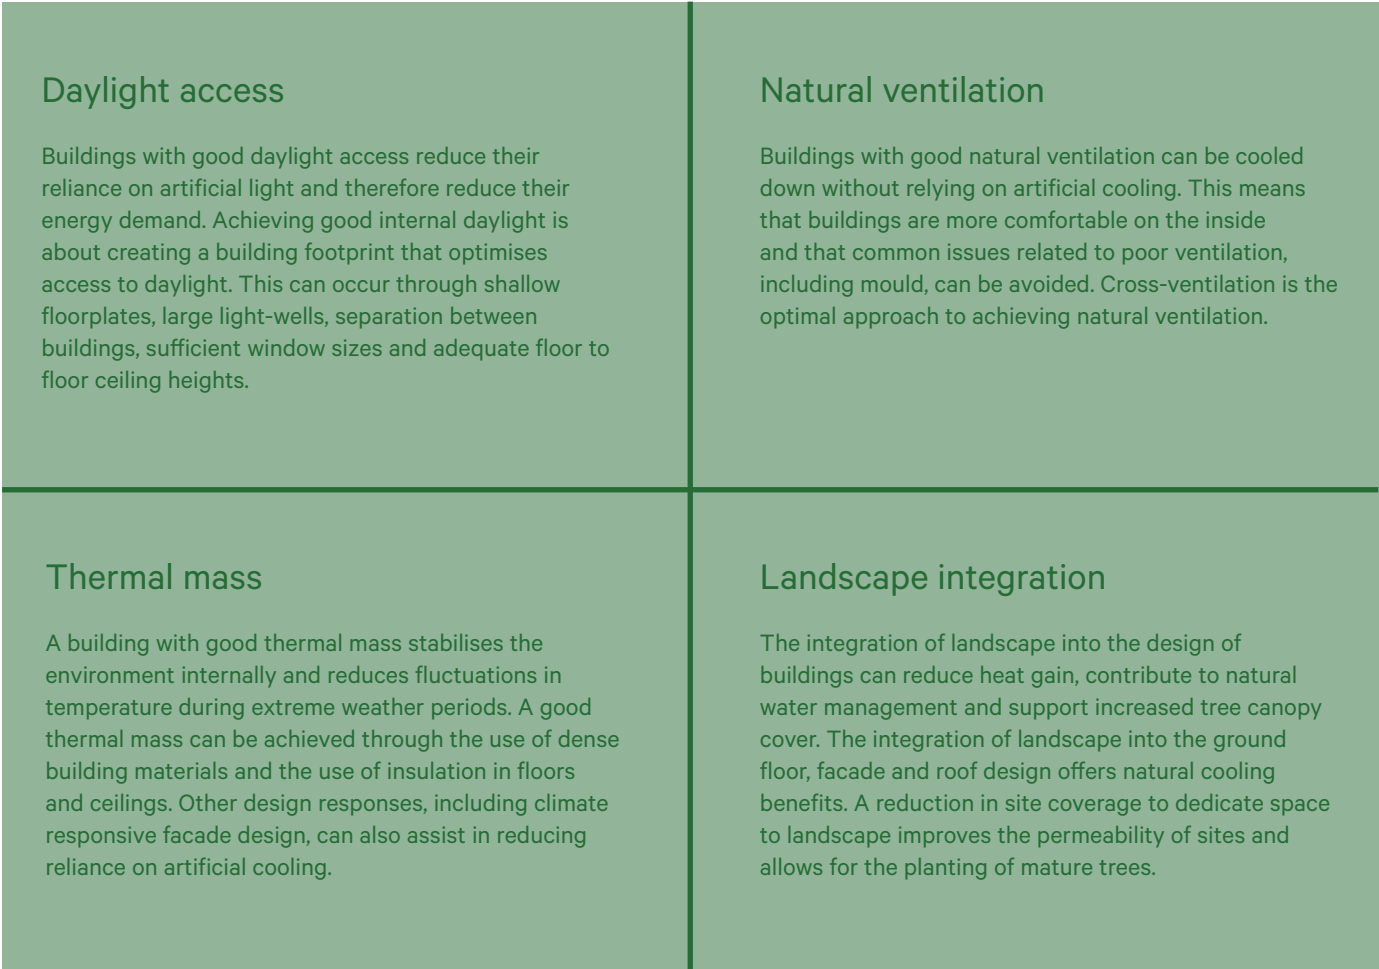 Daylight access
Buildings with good daylight access reduce their
reliance on artificial light and therefore reduce their
energy demand. Achieving good internal daylight is
about creating a building footprint that optimises
access to daylight. This can occur through shallow
floorplates, large light-wells, separation between
buildings, sufficient window sizes and adequate floor to
floor ceiling heights.
Natural ventilation
Buildings with good natural ventilation can be cooled
down without relying on artificial cooling. This means
that buildings are more comfortable on the inside
and that common issues related to poor ventilation,
including mould, can be avoided. Cross-ventilation is the
optimal approach to achieving natural ventilation.
Thermal mass
A building with good thermal mass stabilises the
environment internally and reduces fluctuations in
temperature during extreme weather periods. A good
thermal mass can be achieved through the use of dense
building materials and the use of insulation in floors
and ceilings. Other design responses, including climate
responsive facade design, can also assist in reducing
reliance on artificial cooling.
Landscape integration
The integration of landscape into the design of
buildings can reduce heat gain, contribute to natural
water management and support increased tree canopy
cover. The integration of landscape into the ground
floor, facade and roof design offers natural cooling
benefits. A reduction in site coverage to dedicate space
to landscape improves the permeability of sites and
allows for the planting of mature trees.